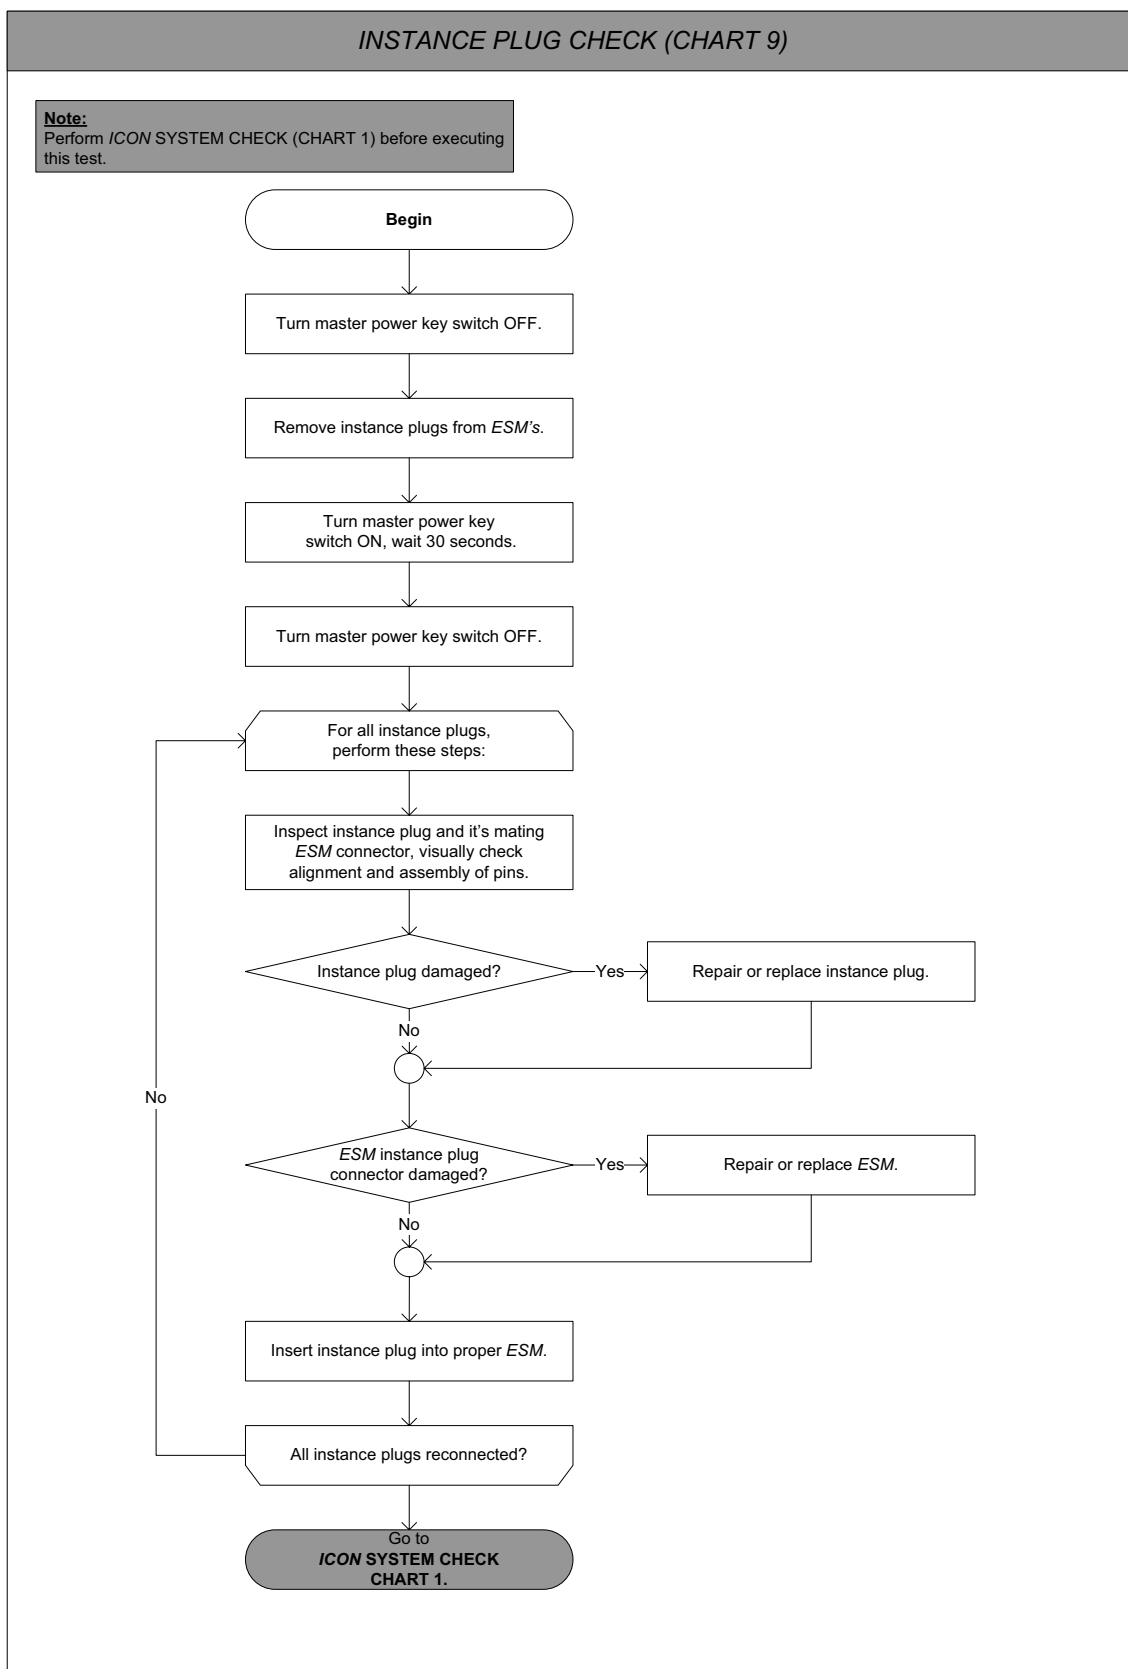 INSTANCE PLUG CHECK (CHART 9)
Note:
Perform ICON SYSTEM CHECK (CHART 1) before executing
this test.
Begin
Turn master power key switch OFF.
Remove instance plugs from ESM's.
Turn master power key
switch ON, wait 30 seconds.
Turn master power key switch OFF.
For all instance plugs,
perform these steps:
Inspect instance plug and it's mating
ESM connector, visually check
alignment and assembly of pins.
Instance plug damaged?
Yes
Repair or replace instance plug.
No
No
ESM instance plug
connector damaged?
Yes
Repair or replace ESM.
No
Insert instance plug into proper ESM.
All instance plugs reconnected?
Go to
ICON SYSTEM CHECK
CHART 1.